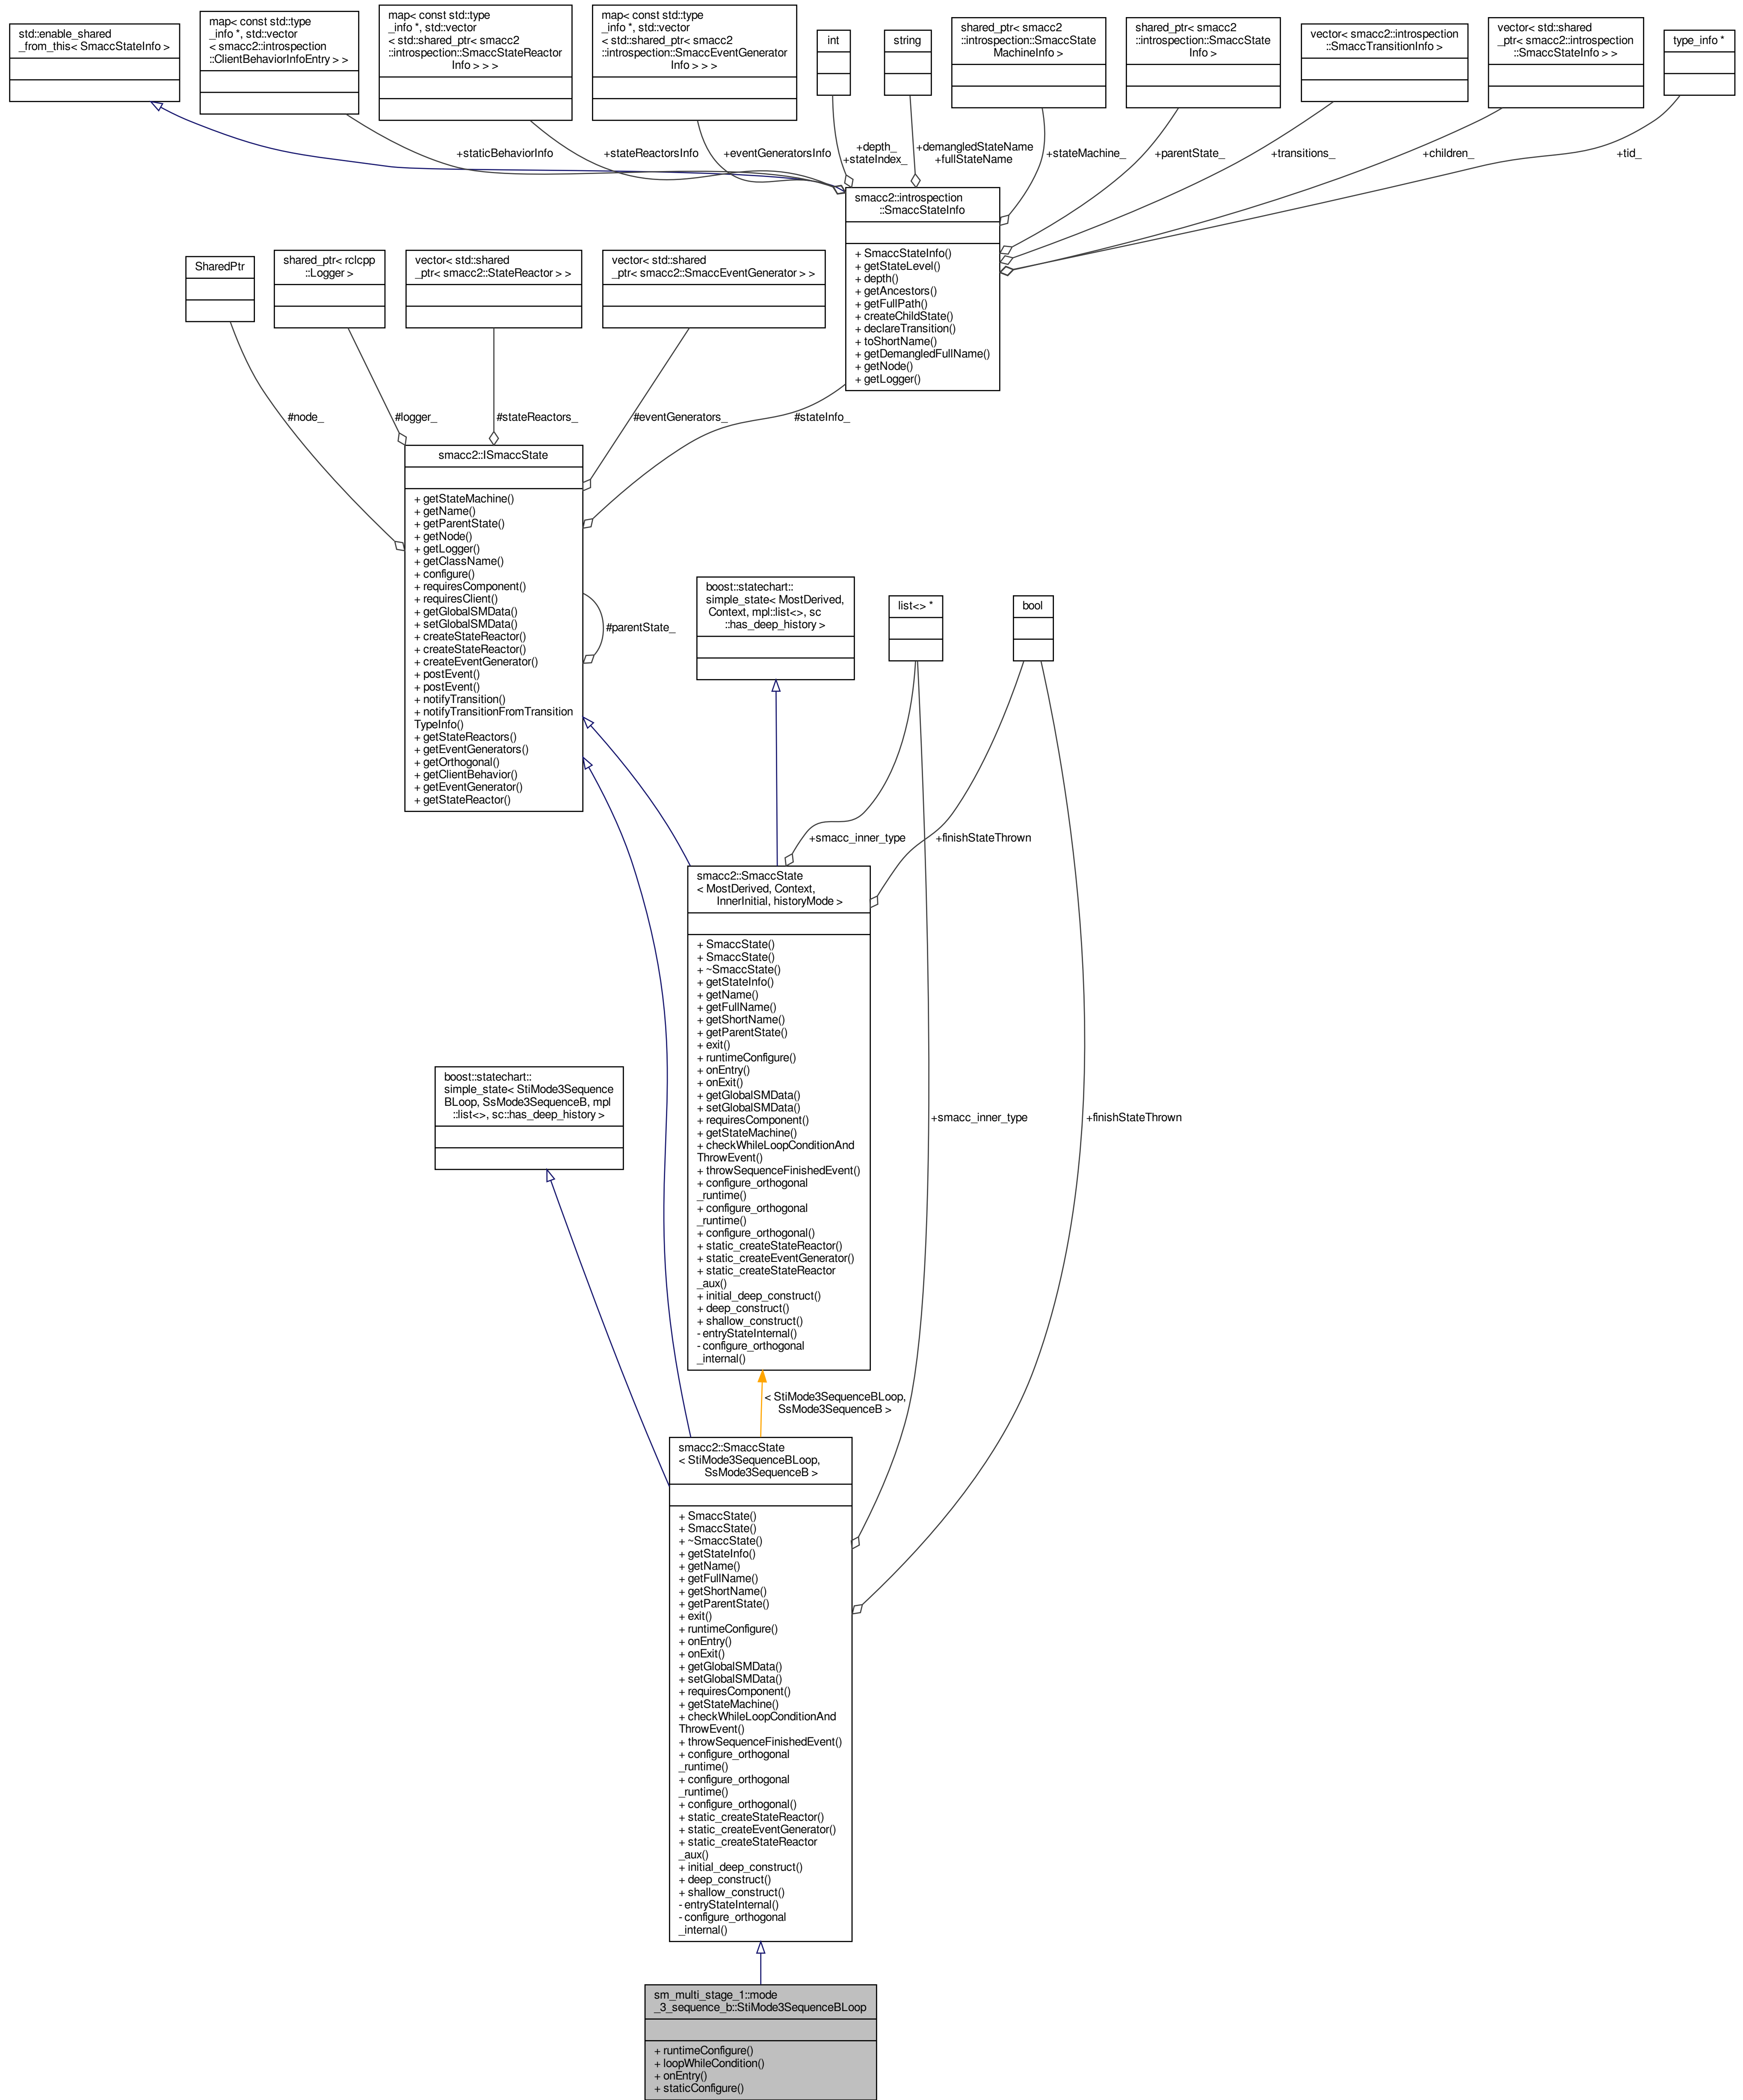 std::enable_shared
_from_this< SmaccStateInfo >
map< const std::type
_info *, std::vector
< smacc2::introspection
::ClientBehaviorInfoEntry > >
map< const std::type
_info *, std::vector
< std::shared_ptr< smacc2
::introspection::SmaccStateReactor
Info > > >
map< const std::type
_info *, std::vector
< std::shared_ptr< smacc2
::introspection::SmaccEventGenerator
Info > > >
int
string
shared_ptr< smacc2
::introspection::SmaccState
MachineInfo >
shared_ptr< smacc2
::introspection::SmaccState
Info >
vector< smacc2::introspection
::SmaccTransitionInfo >
vector< std::shared
_ptr< smacc2::introspection
::SmaccStateInfo > >
type_info *
+staticBehaviorInfo
+stateReactorsInfo
+eventGeneratorsInfo
+depth_
+stateIndex_
+demangledStateName
+fullStateName
+stateMachine_
+parentState_
+transitions_
+children_
+tid_
smacc2::introspection
::SmaccStateInfo
+ SmaccStateInfo()
+ getStateLevel()
+ depth()
+ getAncestors()
+ getFullPath()
+ createChildState()
+ declareTransition()
+ toShortName()
+ getDemangledFullName()
+ getNode()
+ getLogger()
SharedPtr
shared_ptr< rclcpp
::Logger >
vector< std::shared
_ptr< smacc2::StateReactor > >
vector< std::shared
_ptr< smacc2::SmaccEventGenerator > >
#node_
#logger_
#stateReactors_
#eventGenerators_
#stateInfo_
smacc2::ISmaccState
+ getStateMachine()
+ getName()
+ getParentState()
+ getNode()
+ getLogger()
+ getClassName()
+ configure()
+ requiresComponent()
+ requiresClient()
+ getGlobalSMData()
+ setGlobalSMData()
+ createStateReactor()
+ createStateReactor()
+ createEventGenerator()
+ postEvent()
+ postEvent()
+ notifyTransition()
+ notifyTransitionFromTransition
TypeInfo()
+ getStateReactors()
+ getEventGenerators()
+ getOrthogonal()
+ getClientBehavior()
+ getEventGenerator()
+ getStateReactor()
#parentState_
boost::statechart::
simple_state< MostDerived,
Context, mpl::list<>, sc
::has_deep_history >
list<> *
bool
+smacc_inner_type
+finishStateThrown
smacc2::SmaccState
< MostDerived, Context,
InnerInitial, historyMode >
+ SmaccState()
+ SmaccState()
+ ~SmaccState()
+ getStateInfo()
+ getName()
+ getFullName()
+ getShortName()
+ getParentState()
+ exit()
+ runtimeConfigure()
+ onEntry()
+ onExit()
+ getGlobalSMData()
+ setGlobalSMData()
+ requiresComponent()
+ getStateMachine()
+ checkWhileLoopConditionAnd
ThrowEvent()
+ throwSequenceFinishedEvent()
+ configure_orthogonal
_runtime()
+ configure_orthogonal
_runtime()
+ configure_orthogonal()
+ static_createStateReactor()
+ static_createEventGenerator()
+ static_createStateReactor
_aux()
+ initial_deep_construct()
+ deep_construct()
+ shallow_construct()
- entryStateInternal()
- configure_orthogonal
_internal()
boost::statechart::
simple_state< StiMode3Sequence
BLoop, SsMode3SequenceB, mpl
::list<>, sc::has_deep_history >
+smacc_inner_type
+finishStateThrown
< StiMode3SequenceBLoop,
SsMode3SequenceB >
smacc2::SmaccState
< StiMode3SequenceBLoop,
SsMode3SequenceB >
+ SmaccState()
+ SmaccState()
+ ~SmaccState()
+ getStateInfo()
+ getName()
+ getFullName()
+ getShortName()
+ getParentState()
+ exit()
+ runtimeConfigure()
+ onEntry()
+ onExit()
+ getGlobalSMData()
+ setGlobalSMData()
+ requiresComponent()
+ getStateMachine()
+ checkWhileLoopConditionAnd
ThrowEvent()
+ throwSequenceFinishedEvent()
+ configure_orthogonal
_runtime()
+ configure_orthogonal
_runtime()
+ configure_orthogonal()
+ static_createStateReactor()
+ static_createEventGenerator()
+ static_createStateReactor
_aux()
+ initial_deep_construct()
+ deep_construct()
+ shallow_construct()
- entryStateInternal()
- configure_orthogonal
_internal()
sm_multi_stage_1::mode
_3_sequence_b::StiMode3SequenceBLoop
+ runtimeConfigure()
+ loopWhileCondition()
+ onEntry()
+ staticConfigure()